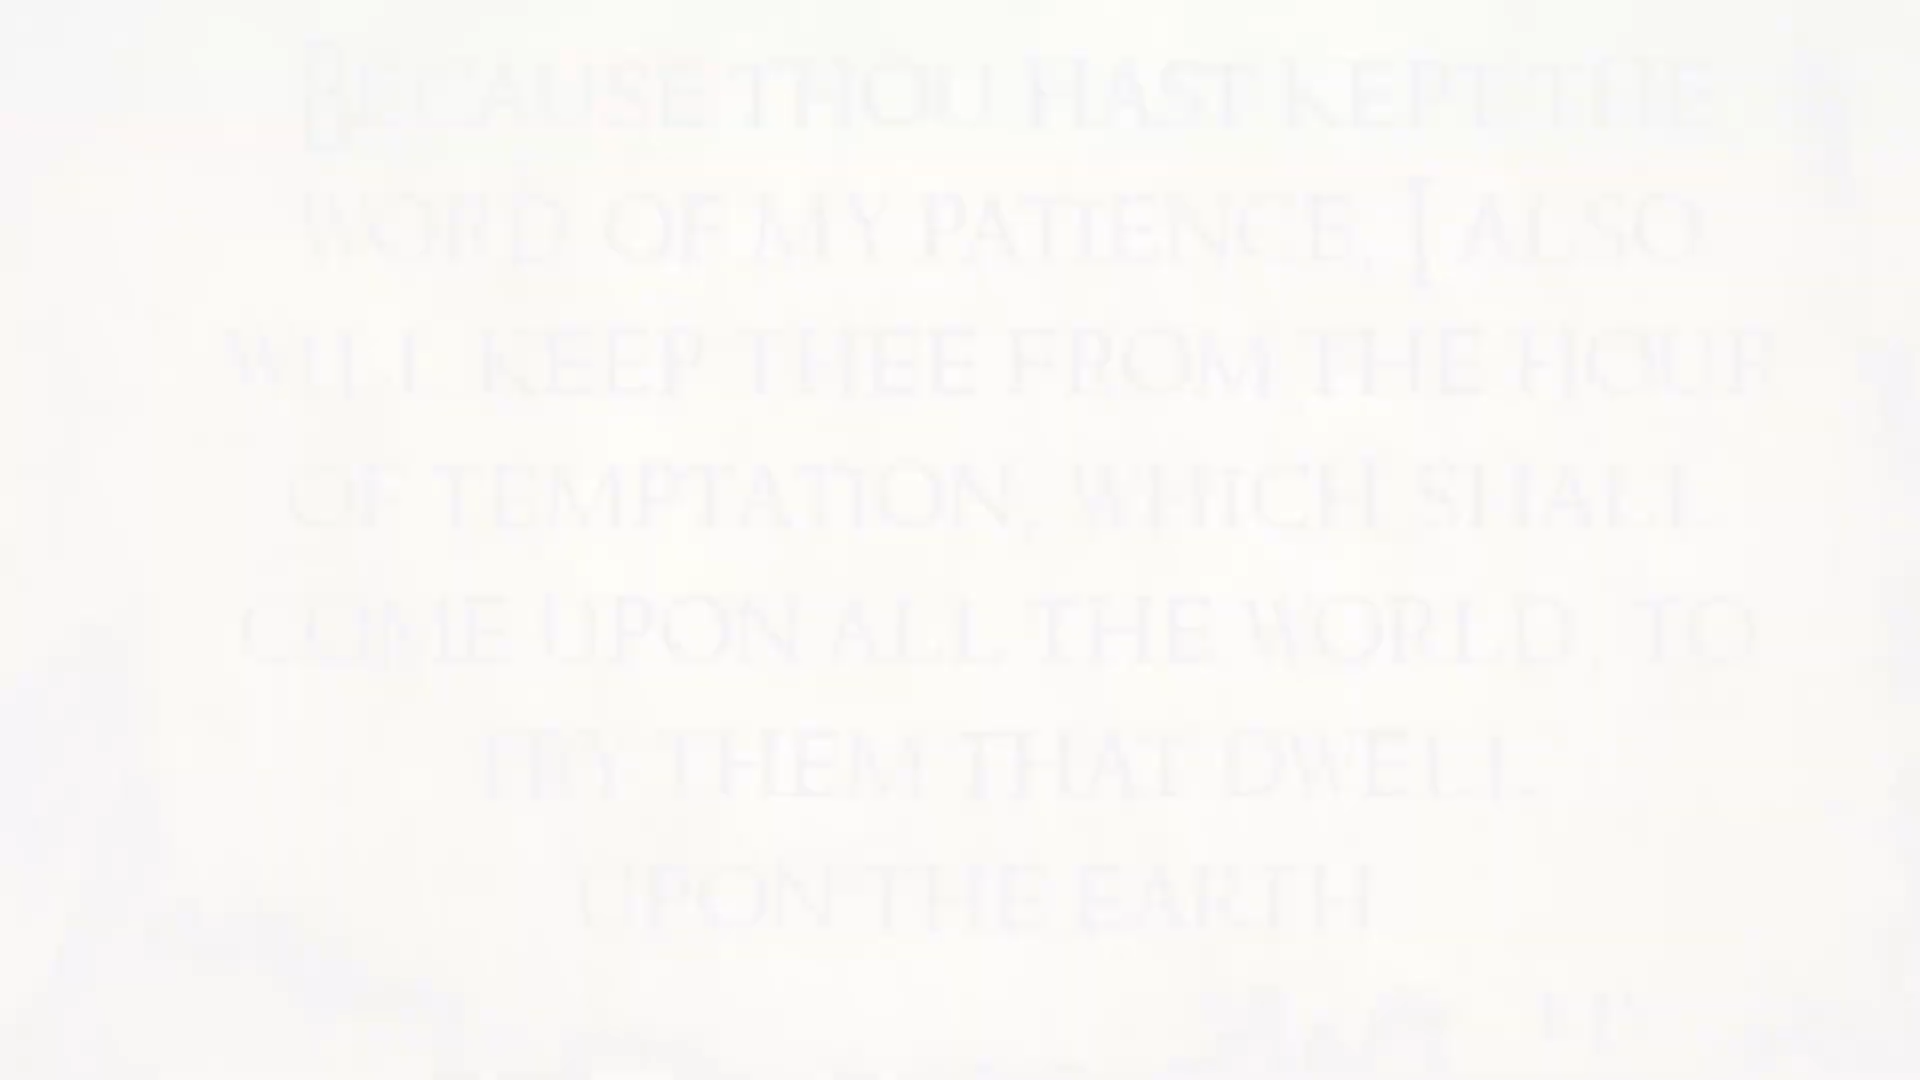 BECAUSE THOU HAST KEPT THE
WORD OF MY PATIENCE, I ALSO
WILL KEEP THEE FROM THE HOUR
OF TEMPTATION, WHICH SHALL
COME UPON ALL THE WORLD, TO
TRY THEM THAT DWELL
UPON THE EARTH